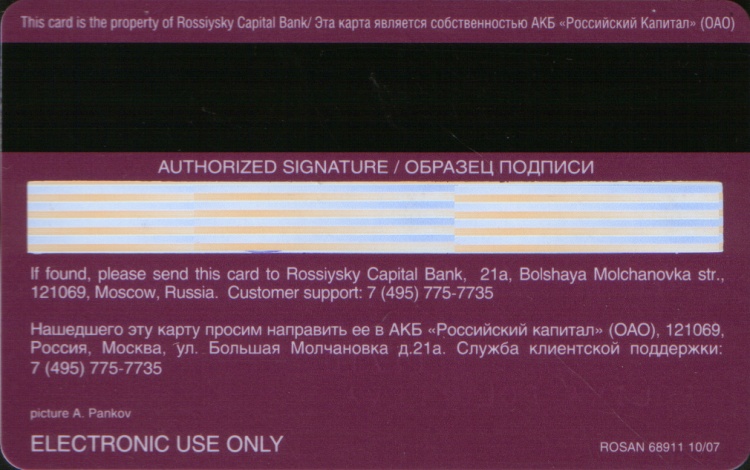 This card is the property of Rossiysky Capital Bank/ Эта карта является собственностью АКБ «Российский Капитал» (ОАО)
AUTHORIZED SIGNATURE / ОБРАЗЕЦ ПОДПИСИ
If found, please send this card to Rossiysky Capital Bank, 21a, Bolshaya Molchanovka str.,
121069, Moscow, Russia. Customer support: 7 (495) 775-7735
Нашедшего эту карту просим направить ее в АКБ «Российский капитал» (ОАО), 121069,
Россия, Москва, ул. Большая Молчановка д.21а. Служба клиентской поддержки:
7 (495) 775-7735
picture A. Pankov
ELECTRONIC USE ONLY
ROSAN 68911 10/07